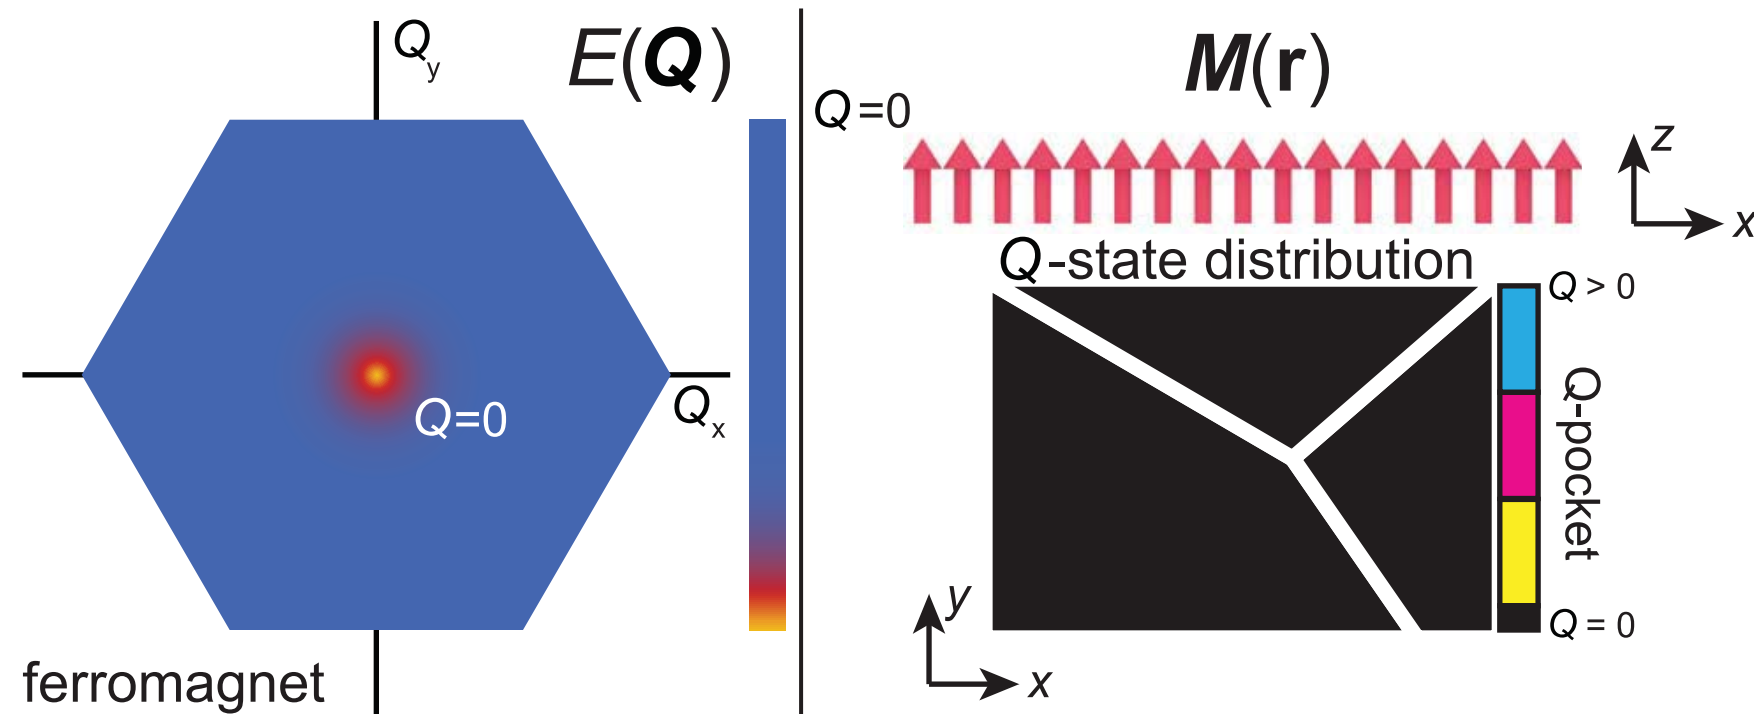 Qy
E(Q)
Q=0
Qx
ferromagnet
M(r)
Q=0
z
x
Q-state distribution
Q > 0
Q-pocket
Q = 0
y
x